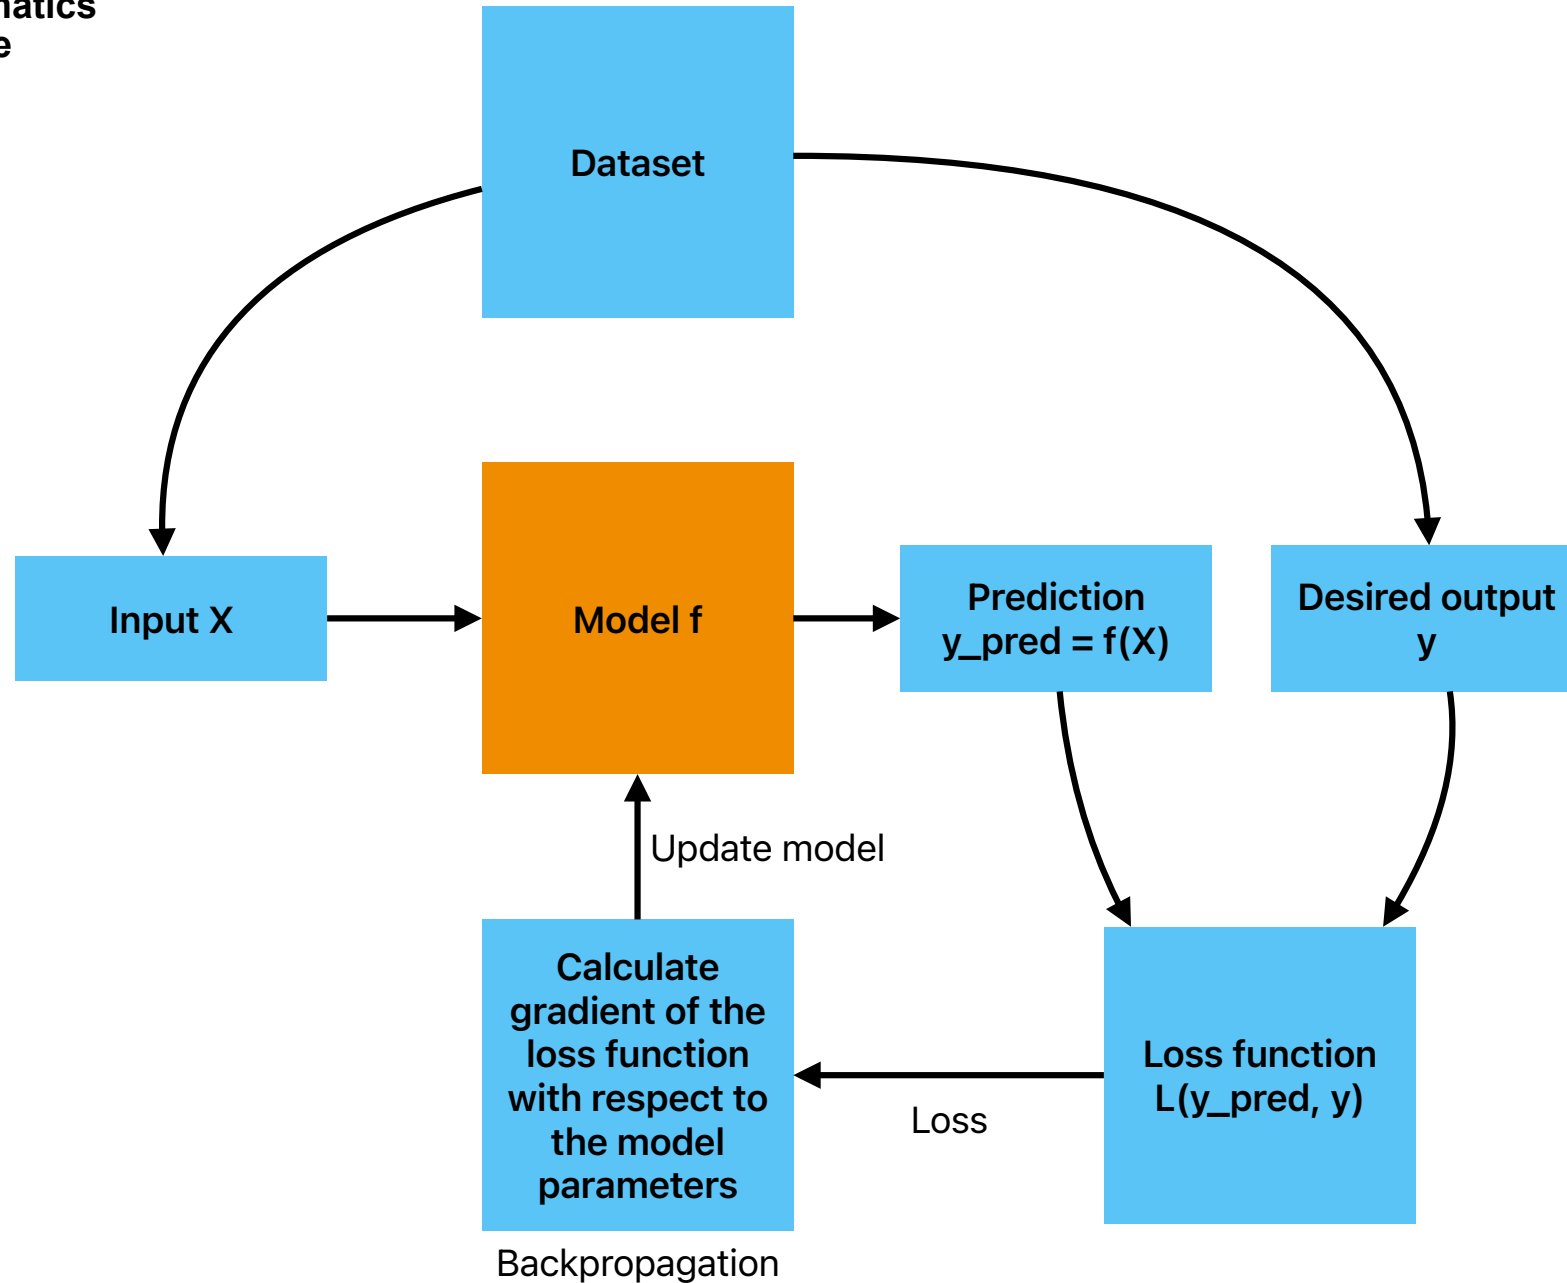 Dataset
Input X
Model f
Prediction
y_pred = f(X)
Desired output
y
Update model
Calculate
gradient of the
loss function
with respect to
the model
parameters
Loss function
L(y_pred, y)
Loss
Backpropagation